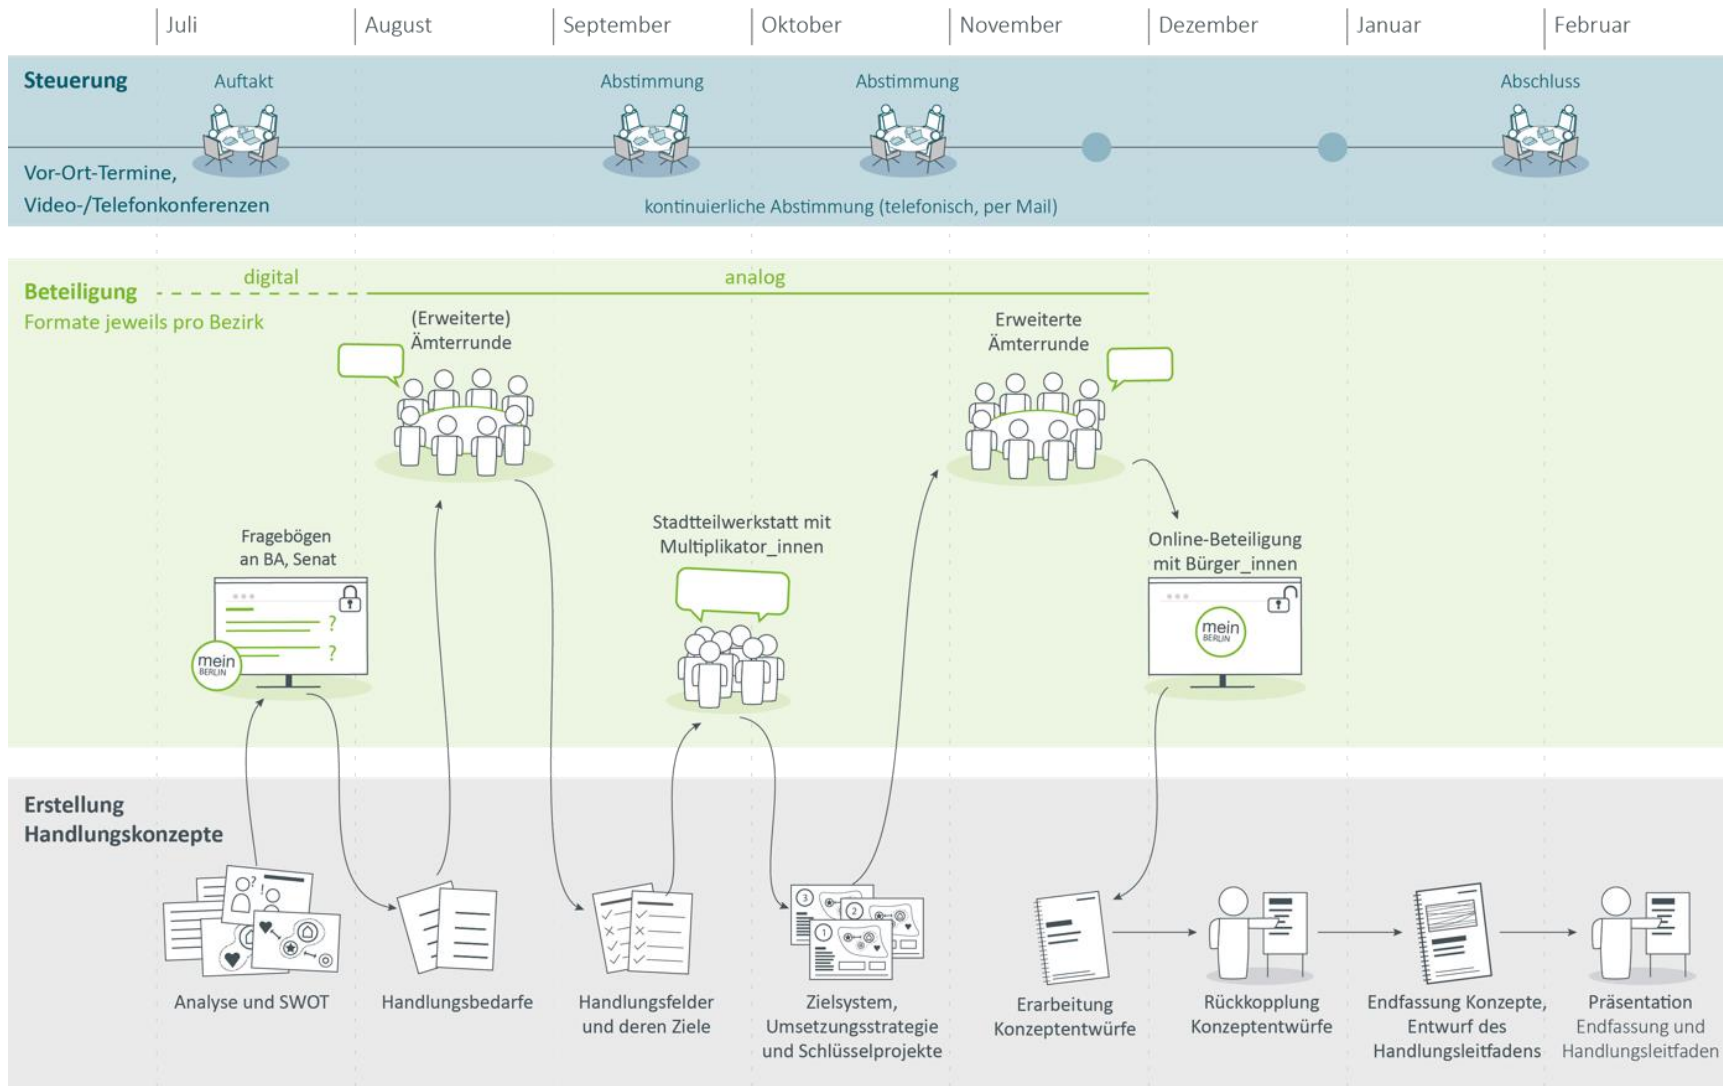 Juli
August
September
Oktober
November
Dezember
Januar
Februar
Steuerung
Auftakt
Abstimmung
Abstimmung
Abschluss
Vor-Ort-Termine,
Video-/Telefonkonferenzen
kontinuierliche Abstimmung (telefonisch, per Mail)
digital
analog
Beteiligung
Formate jeweils pro Bezirk
(Erweiterte)
Ämterrunde
Erweiterte
Ämterrunde
Fragebögen
an BA, Senat
?
?
mein
BERLIN
Stadtteilwerkstatt mit
Multiplikator_innen
Online-Beteiligung
mit Bürger_innen
mein
BERLIN
Erstellung
Handlungskonzepte
?
!
3
2
1
Analyse und SWOT
Handlungsbedarfe
Handlungsfelder
und deren Ziele
Zielsystem,
Umsetzungsstrategie
und Schlüsselprojekte
Erarbeitung
Konzeptentwürfe
Rückkopplung
Konzeptentwürfe
Endfassung Konzepte,
Entwurf des
Handlungsleitfadens
Präsentation
Endfassung und
Handlungsleitfaden